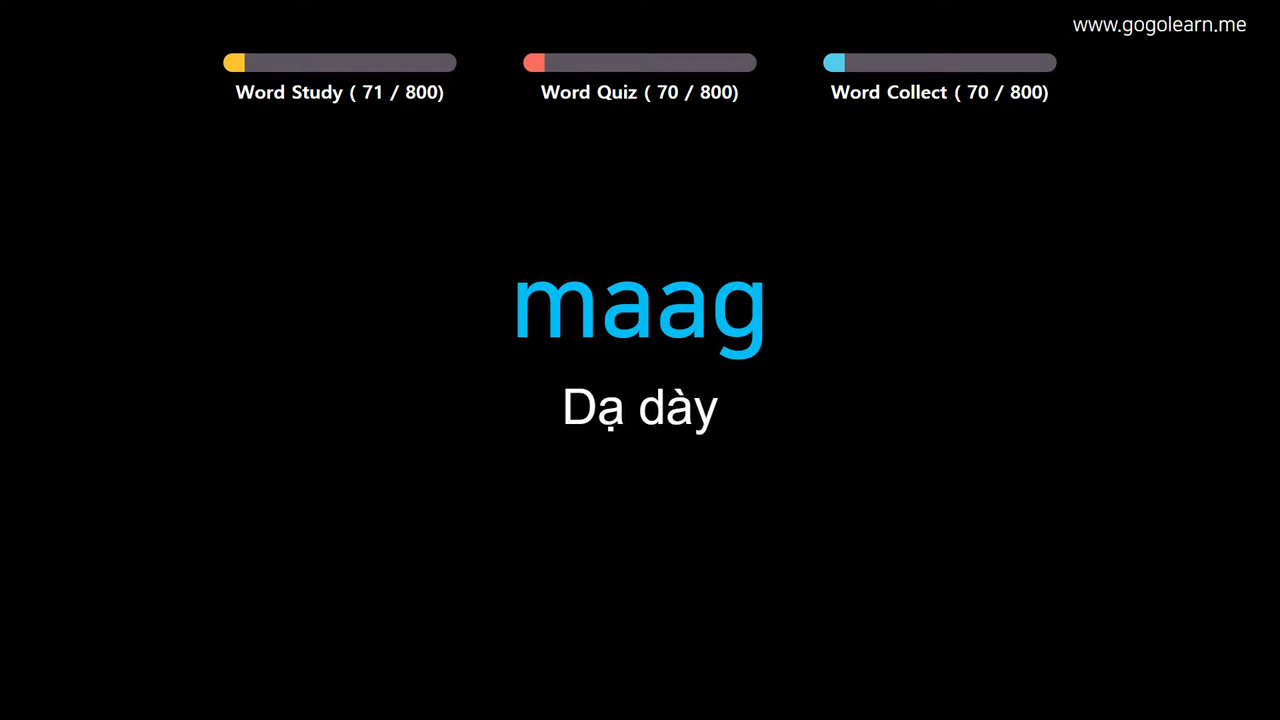 www.gogolearn.me
Word Study ( 71 / 800)
Word Quiz ( 70 / 800)
Word Collect ( 70 / 800)
maag
Dạ dày